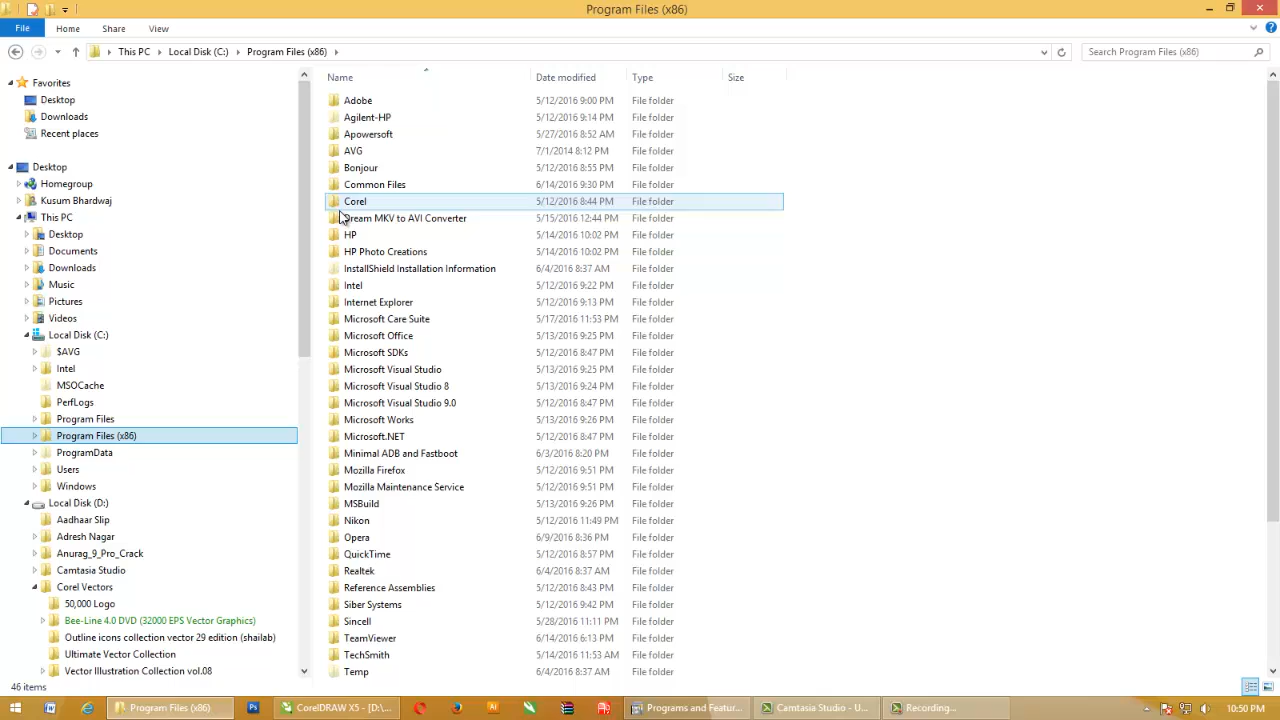 Program Files (x86)
File Home Share View
This PC Local Disk (C:) Program Files (x86) Search Program Files (x86)
Favorites
Desktop
Downloads
Recent places
Desktop
Homegroup
Kusum Bhardwaj
This PC
Desktop
Documents
Downloads
Music
Pictures
Videos
Local Disk (C:)
$AVG
Intel
MSOCache
PerfLogs
Program Files
Program Files (x86)
ProgramData
Users
Windows
Local Disk (D:)
Aadhaar Slip
Adresh Nagar
Anurag_9_Pro_Crack
Camtasia Studio
Corel Vectors
50,000 Logo
Bee-Line 4.0 DVD (32000 EPS Vector Graphics)
Outline icons collection vector 29 edition (shailab)
Ultimate Vector Collection
Vector Illustration Collection vol.08
Name Date modified Type Size
Adobe 5/12/2016 9:00 PM File folder
Agilent-HP 5/12/2016 9:14 PM File folder
Apowersoft 5/27/2016 8:52 AM File folder
AVG 7/1/2014 8:12 PM File folder
Bonjour 5/12/2016 8:55 PM File folder
Common Files 6/14/2016 9:30 PM File folder
Corel 5/12/2016 8:44 PM File folder
Dream MKV to AVI Converter 5/15/2016 12:44 PM File folder
HP 5/14/2016 10:02 PM File folder
HP Photo Creations 5/14/2016 10:02 PM File folder
InstallShield Installation Information 6/4/2016 8:37 AM File folder
Intel 5/12/2016 9:22 PM File folder
Internet Explorer 5/12/2016 9:13 PM File folder
Microsoft Care Suite 5/17/2016 11:53 PM File folder
Microsoft Office 5/13/2016 9:25 PM File folder
Microsoft SDKs 5/12/2016 8:47 PM File folder
Microsoft Visual Studio 5/13/2016 9:25 PM File folder
Microsoft Visual Studio 8 5/13/2016 9:24 PM File folder
Microsoft Visual Studio 9.0 5/12/2016 8:47 PM File folder
Microsoft Works 5/13/2016 9:26 PM File folder
Microsoft.NET 5/12/2016 8:47 PM File folder
Minimal ADB and Fastboot 6/3/2016 8:20 PM File folder
Mozilla Firefox 5/12/2016 9:51 PM File folder
Mozilla Maintenance Service 5/12/2016 9:51 PM File folder
MSBuild 5/13/2016 9:26 PM File folder
Nikon 5/12/2016 11:49 PM File folder
Opera 6/9/2016 8:36 PM File folder
QuickTime 5/12/2016 8:57 PM File folder
Realtek 6/4/2016 8:37 AM File folder
Reference Assemblies 5/12/2016 8:43 PM File folder
Siber Systems 5/12/2016 9:42 PM File folder
Sincell 5/28/2016 11:11 PM File folder
TeamViewer 6/14/2016 6:13 PM File folder
TechSmith 5/14/2016 11:53 AM File folder
Temp 6/4/2016 8:37 AM File folder
46 items
Program Files (x86) CorelDRAW X5 - [D:\... Programs and Featur... Camtasia Studio - U... Recording... 10:50 PM